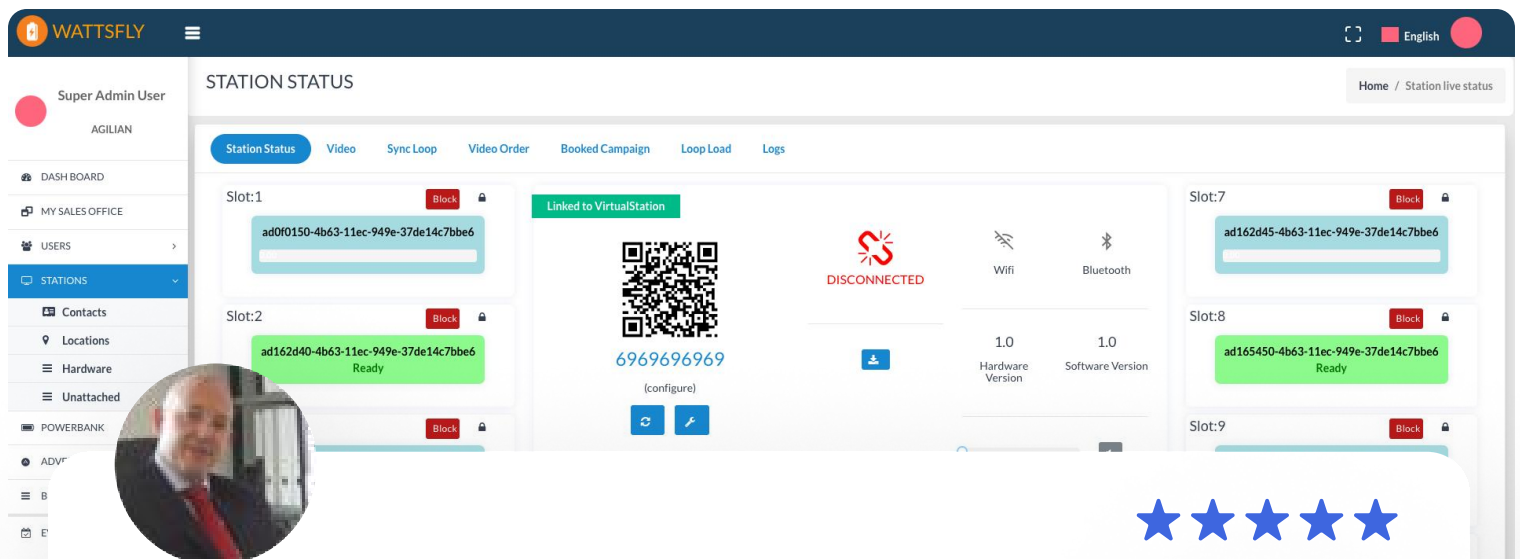 WATTSFLY
English
Super Admin User
AGILIAN
DASH BOARD
MY SALES OFFICE
USERS
STATIONS
Contacts
Locations
Hardware
Unattached
POWERBANK
STATION STATUS
Home / Station live status
Station Status Video Sync Loop Video Order Booked Campaign Loop Load Logs
Slot:1
Block
ad0f0150-4b63-11ec-949e-37de14c7bbe6
Slot:2
Block
ad162d40-4b63-11ec-949e-37de14c7bbe6
Ready
Block
Linked to VirtualStation
6969696969
(configure)
DISCONNECTED
Wifi
Bluetooth
1.0
Hardware
Version
1.0
Software Version
Slot:7
Block
ad162d45-4b63-11ec-949e-37de14c7bbe6
Slot:8
Block
ad165450-4b63-11ec-949e-37de14c7bbe6
Ready
Slot:9
Block